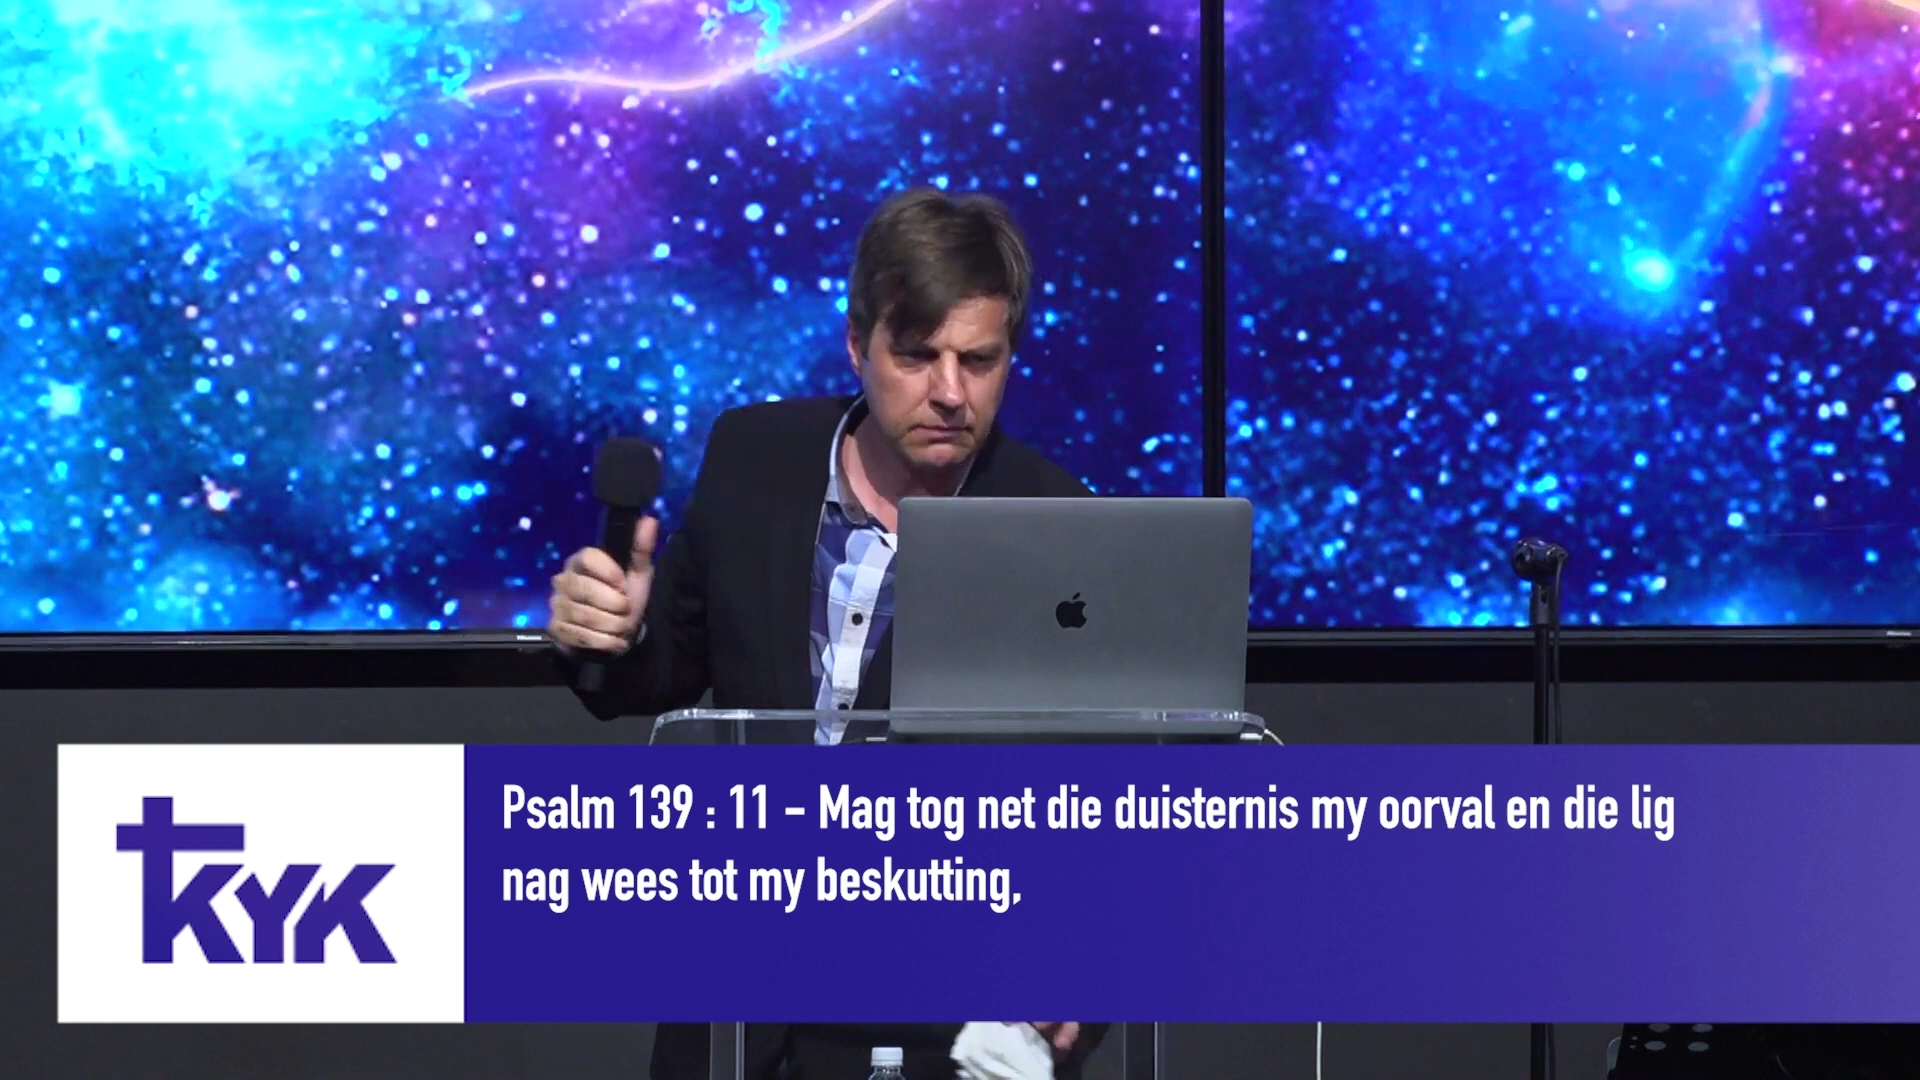 KYK
Psalm 139 : 11 - Mag tog net die duisternis my oorval en die lig
nag wees tot my beskutting,